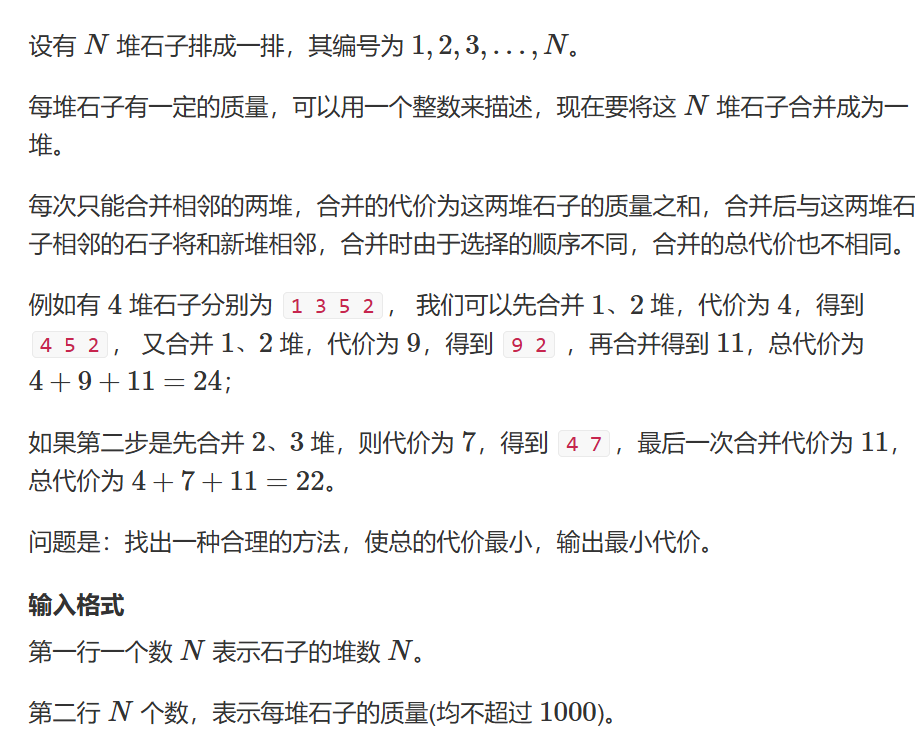 设有 N 堆石子排成一排，其编号为 1,2,3,…,N。
每堆石子有一定的质量，可以用一个整数来描述，现在要将这 N 堆石子合并成为一
堆。
每次只能合并相邻的两堆，合并的代价为这两堆石子的质量之和，合并后与这两堆石
子相邻的石子将和新堆相邻，合并时由于选择的顺序不同，合并的总代价也不相同。
例如有 4 堆石子分别为 1 3 5 2 ， 我们可以先合并 1、2 堆，代价为 4，得到
4 5 2 ， 又合并 1、2 堆，代价为 9，得到 9 2 ，再合并得到 11，总代价为
4 + 9 + 11 = 24；
如果第二步是先合并 2、3 堆，则代价为 7，得到 4 7 ，最后一次合并代价为 11，
总代价为 4 + 7 + 11 = 22。
问题是：找出一种合理的方法，使总的代价最小，输出最小代价。
输入格式
第一行一个数 N 表示石子的堆数 N。
第二行 N 个数，表示每堆石子的质量(均不超过 1000)。